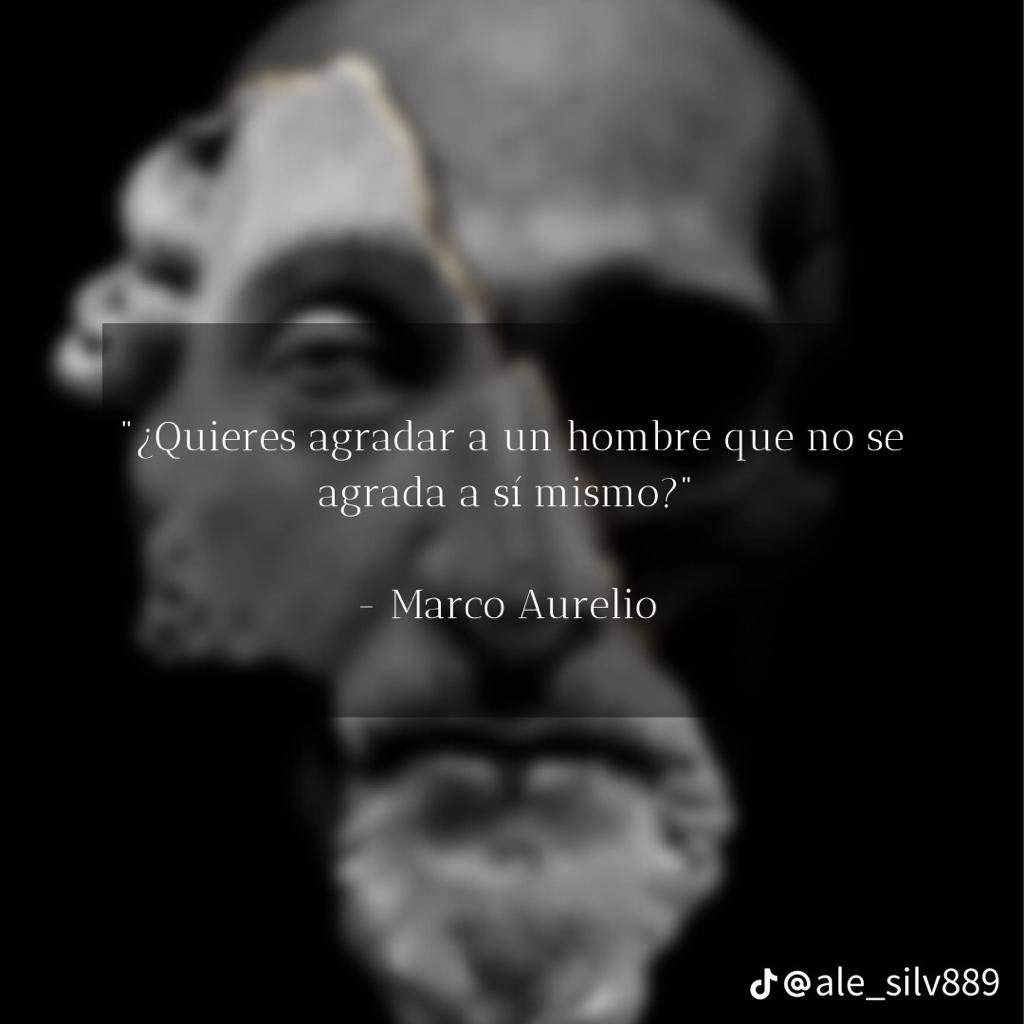 "¿Quieres agradar a un hombre que no se
agrada a sí mismo?"
- Marco Aurelio
@ale_silv889